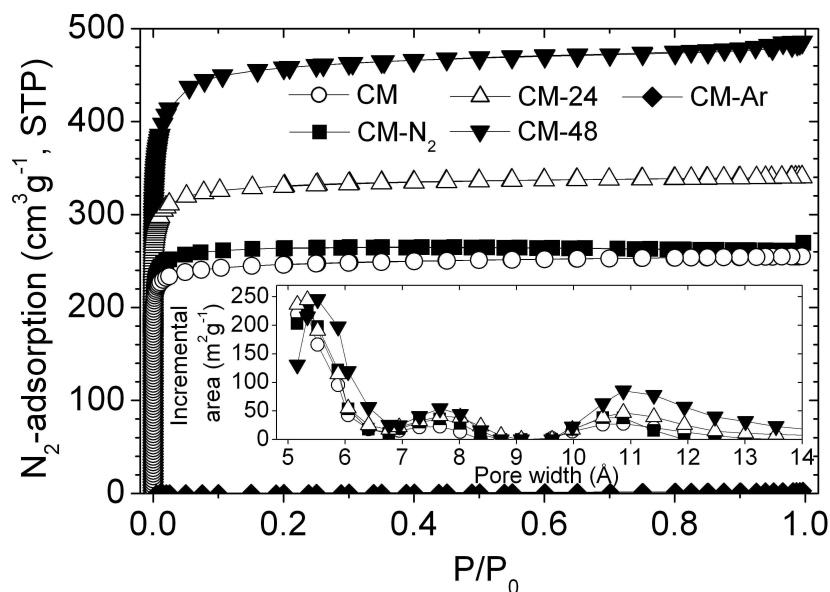 500
400
300
200
100
0
N2-adsorption (cm3g-1, STP)
CM CM-24 CM-Ar
CM-N2 CM-48
250
200
150
100
50
0
Incremental
area (m2g-1)
5 6 7 8 9 10 11 12 13 14
Pore width (Å)
0.0 0.2 0.4 0.6 0.8 1.0
P/P0